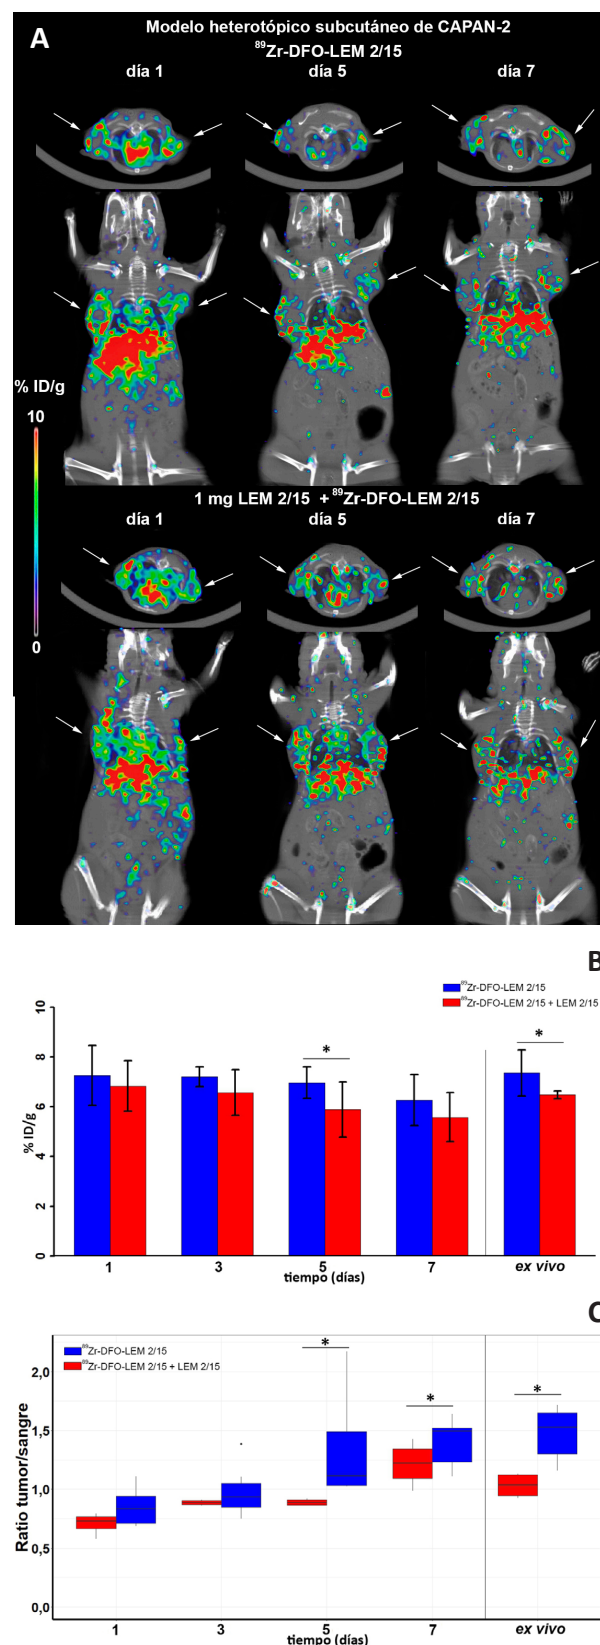 A
Modelo heterotópico subcutáneo de CAPAN-2
⁸⁹Zr-DFO-LEM 2/15
día 1 día 5 día 7
% ID/g
10
0
1 mg LEM 2/15 + ⁸⁹Zr-DFO-LEM 2/15
día 1 día 5 día 7
B
⁸⁹Zr-DFO-LEM 2/15
⁸⁹Zr-DFO-LEM 2/15 + LEM 2/15
% ID/g
10
8
6
4
2
0
* *
1 3 5 7 ex vivo
tiempo (días)
C
⁸⁹Zr-DFO-LEM 2/15
⁸⁹Zr-DFO-LEM 2/15 + LEM 2/15
Ratio tumor/sangre
2,0
1,5
1,0
0,5
0,0
* * *
1 3 5 7 ex vivo
tiempo (días)